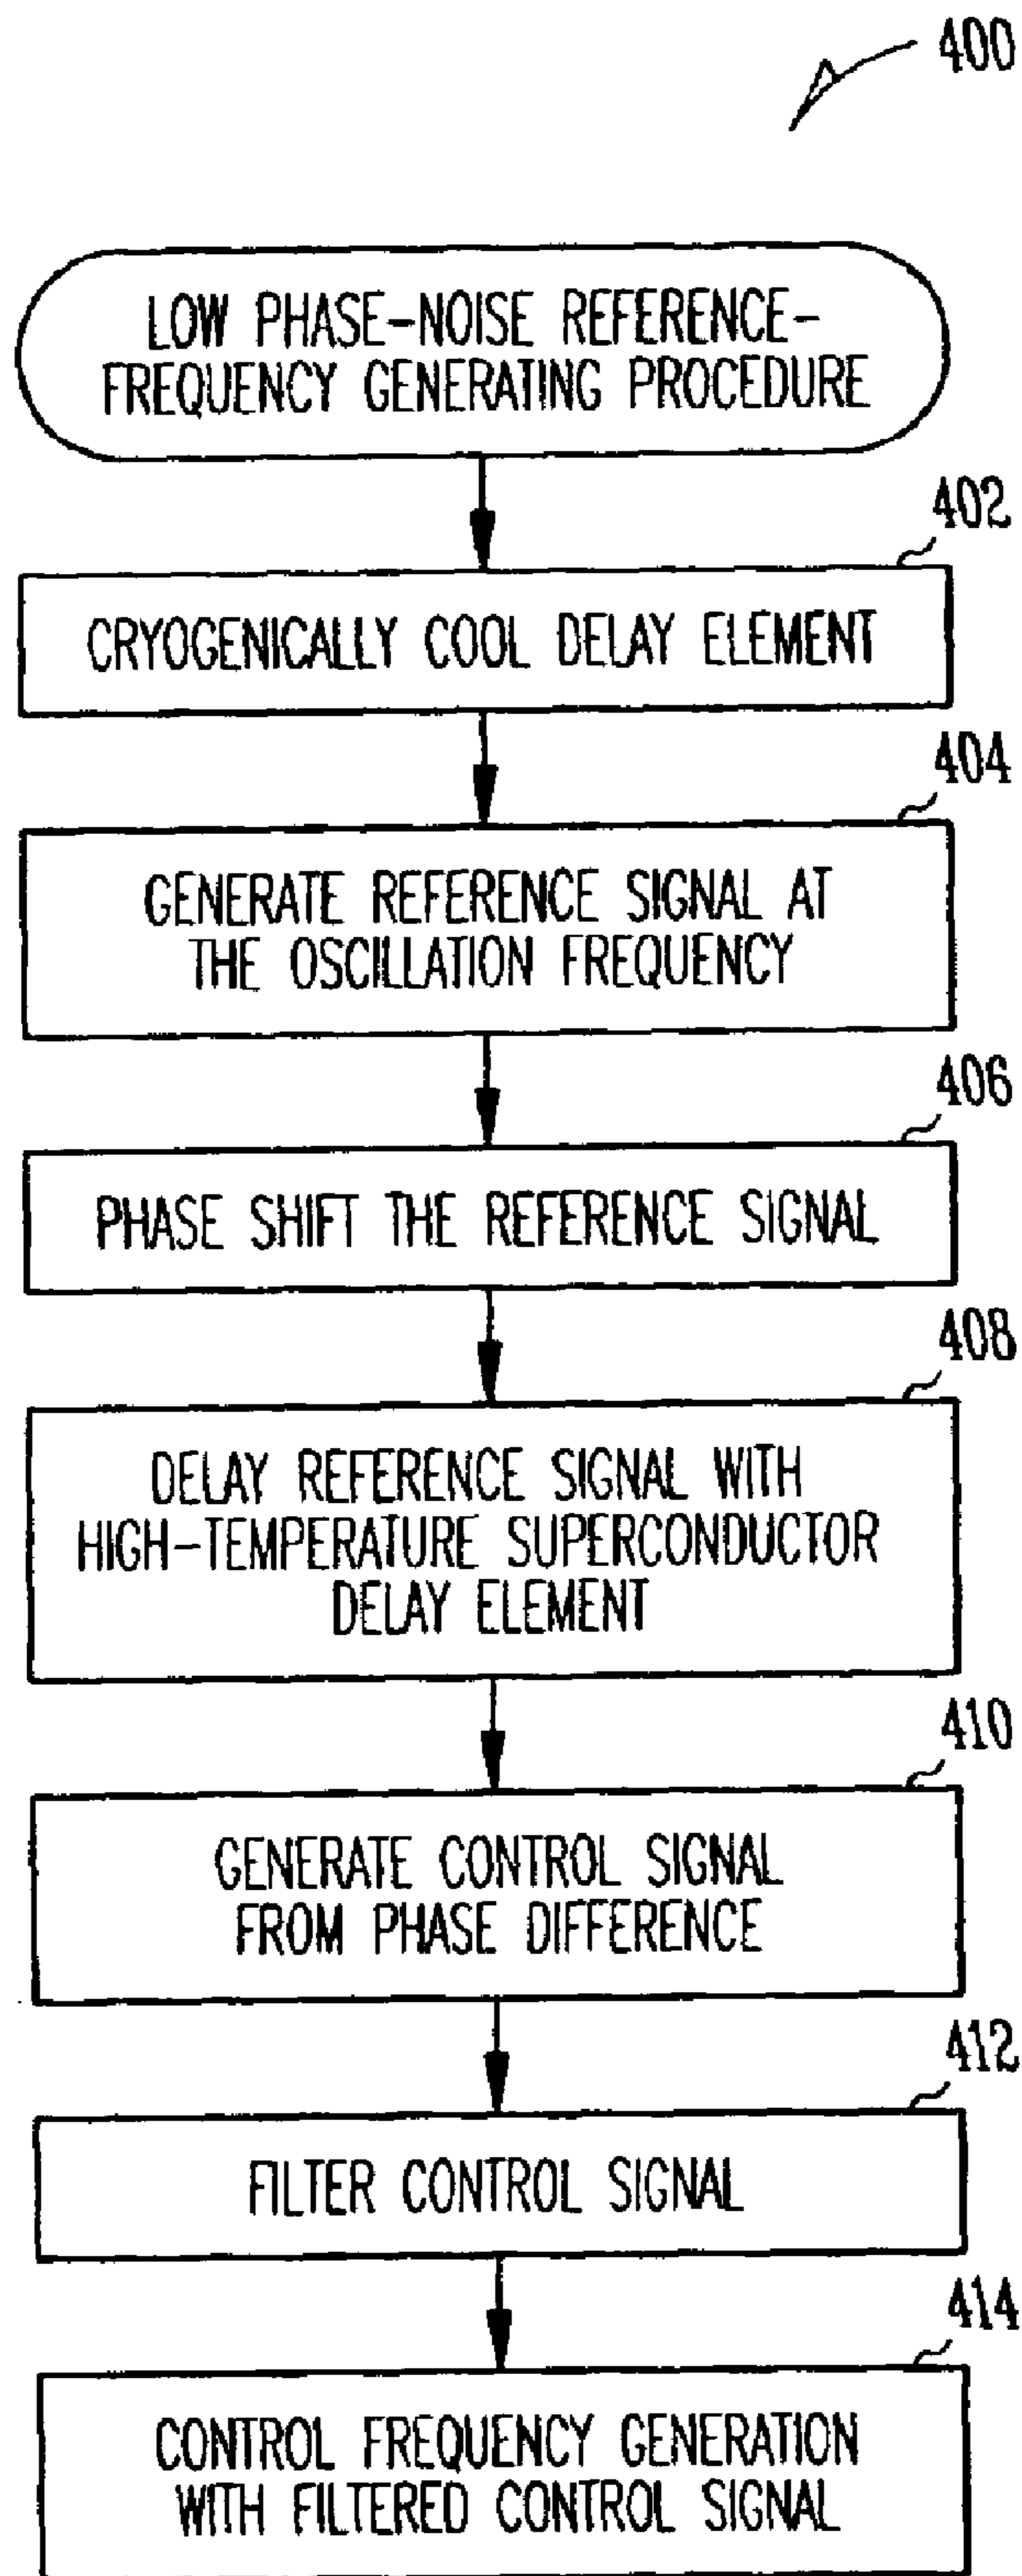 400
LOW PHASE-NOISE REFERENCE-
FREQUENCY GENERATING PROCEDURE
402
CRYOGENICALLY COOL DELAY ELEMENT
404
GENERATE REFERENCE SIGNAL AT
THE OSCILLATION FREQUENCY
406
PHASE SHIFT THE REFERENCE SIGNAL
408
DELAY REFERENCE SIGNAL WITH
HIGH-TEMPERATURE SUPERCONDUCTOR
DELAY ELEMENT
410
GENERATE CONTROL SIGNAL
FROM PHASE DIFFERENCE
412
FILTER CONTROL SIGNAL
414
CONTROL FREQUENCY GENERATION
WITH FILTERED CONTROL SIGNAL